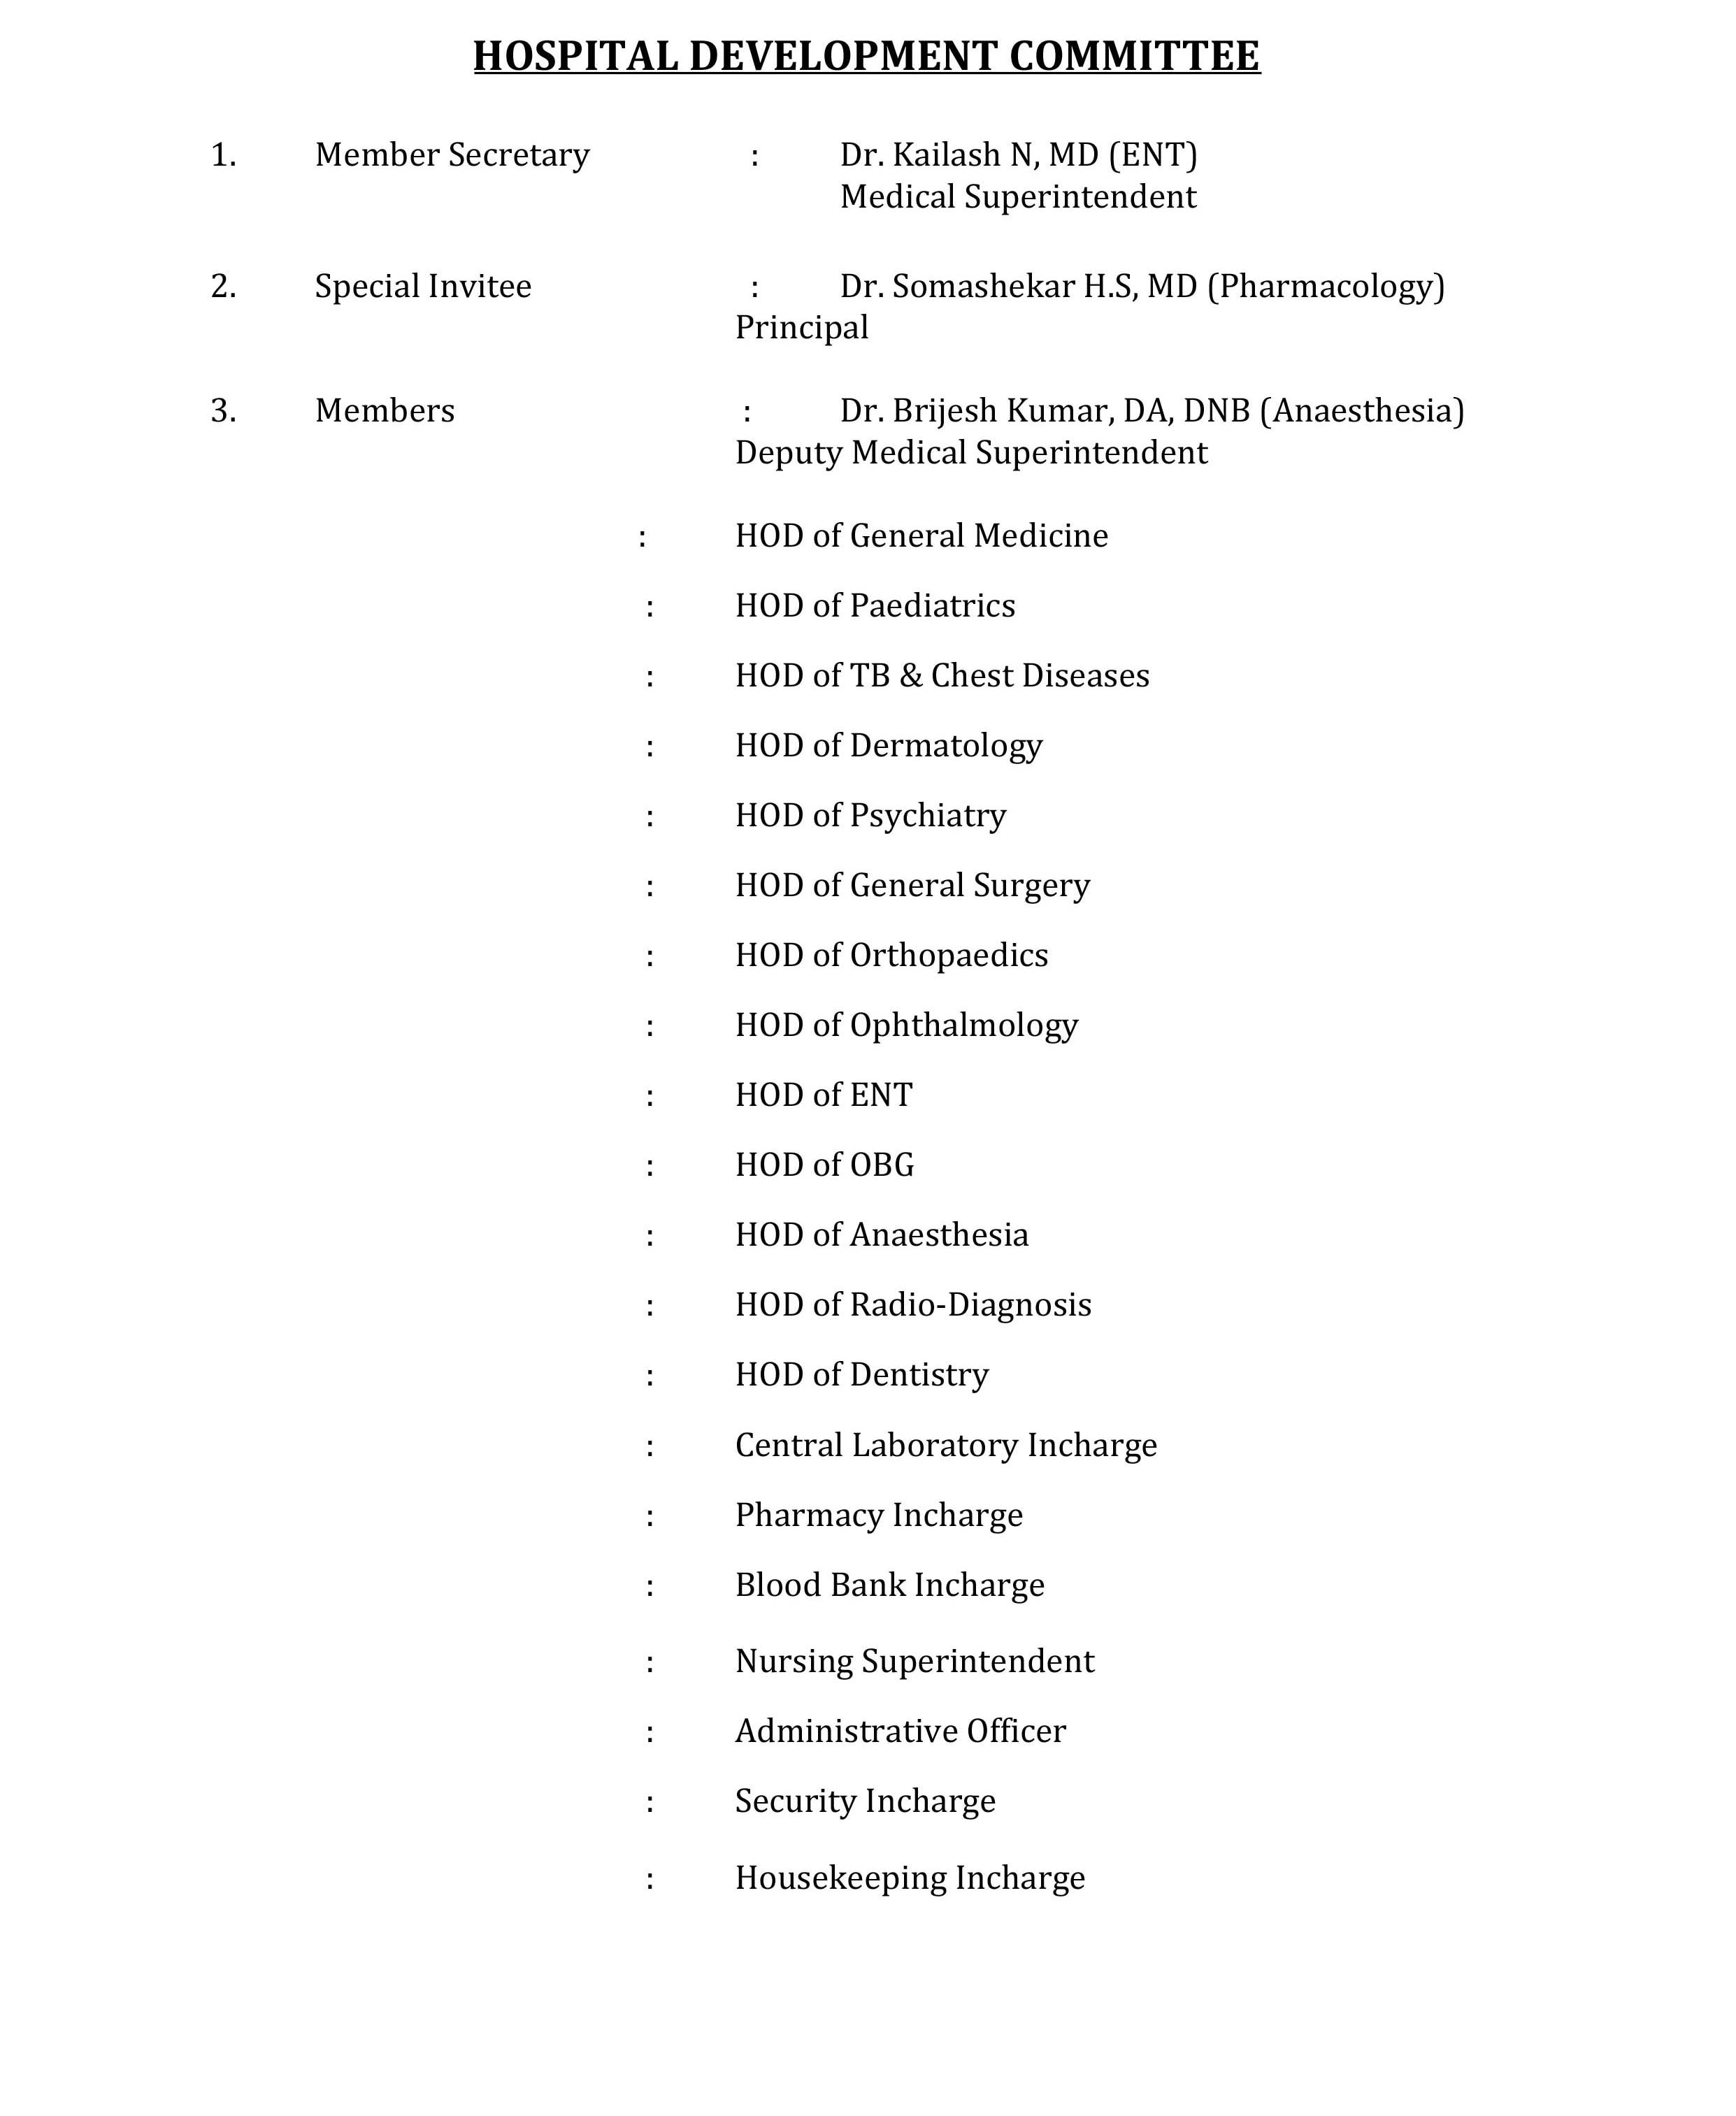 HOSPITAL DEVELOPMENT COMMITTEE
1. Member Secretary : Dr. Kailash N, MD (ENT)
Medical Superintendent
2. Special Invitee : Dr. Somashekar H.S, MD (Pharmacology)
Principal
3. Members : Dr. Brijesh Kumar, DA, DNB (Anaesthesia)
Deputy Medical Superintendent
: HOD of General Medicine
: HOD of Paediatrics
: HOD of TB & Chest Diseases
: HOD of Dermatology
: HOD of Psychiatry
: HOD of General Surgery
: HOD of Orthopaedics
: HOD of Ophthalmology
: HOD of ENT
: HOD of OBG
: HOD of Anaesthesia
: HOD of Radio-Diagnosis
: HOD of Dentistry
: Central Laboratory Incharge
: Pharmacy Incharge
: Blood Bank Incharge
: Nursing Superintendent
: Administrative Officer
: Security Incharge
: Housekeeping Incharge